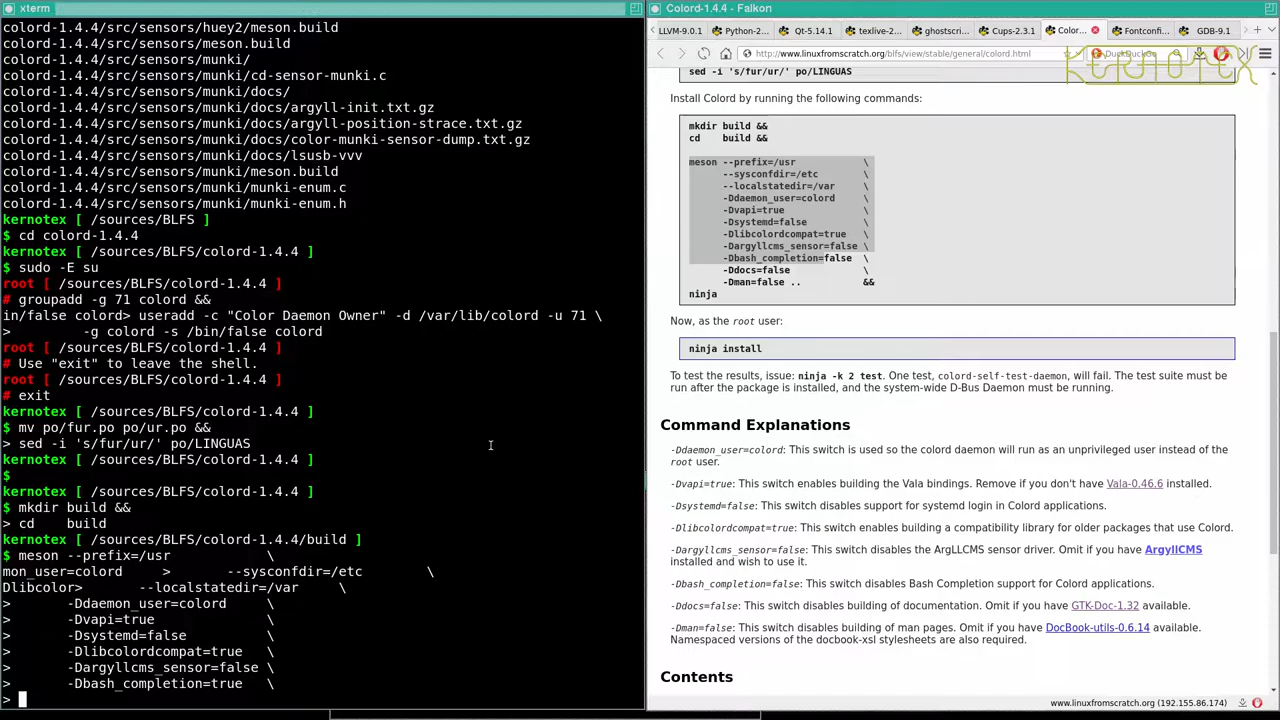 xterm
colord-1.4.4/src/sensors/huey2/meson.build
colord-1.4.4/src/sensors/meson.build
colord-1.4.4/src/sensors/munki/
colord-1.4.4/src/sensors/munki/cd-sensor-munki.c
colord-1.4.4/src/sensors/munki/docs/
colord-1.4.4/src/sensors/munki/docs/argyll-init.txt.gz
colord-1.4.4/src/sensors/munki/docs/argyll-position-strace.txt.gz
colord-1.4.4/src/sensors/munki/docs/color-munki-sensor-dump.txt.gz
colord-1.4.4/src/sensors/munki/docs/lsusb-vvv
colord-1.4.4/src/sensors/munki/meson.build
colord-1.4.4/src/sensors/munki/munki-enum.c
colord-1.4.4/src/sensors/munki/munki-enum.h
kernotex [ /sources/BLFS ]
$ cd colord-1.4.4
kernotex [ /sources/BLFS/colord-1.4.4 ]
$ sudo -E su
root [ /sources/BLFS/colord-1.4.4 ]
# groupadd -g 71 colord &&
in/false colord> useradd -c "Color Daemon Owner" -d /var/lib/colord -u 71 \
>       -g colord -s /bin/false colord
root [ /sources/BLFS/colord-1.4.4 ]
# Use "exit" to leave the shell.
root [ /sources/BLFS/colord-1.4.4 ]
# exit
kernotex [ /sources/BLFS/colord-1.4.4 ]
$ mv po/fur.po po/ur.po &&
> sed -i 's/fur/ur/' po/LINGUAS
kernotex [ /sources/BLFS/colord-1.4.4 ]
$
kernotex [ /sources/BLFS/colord-1.4.4 ]
$ mkdir build &&
> cd    build
kernotex [ /sources/BLFS/colord-1.4.4/build ]
$ meson --prefix=/usr            \
mon_user=colord     >       --sysconfdir=/etc        \
Dlibcolor>       --localstatedir=/var     \
>       -Ddaemon_user=colord     \
>       -Dvapi=true              \
>       -Dsystemd=false          \
>       -Dlibcolordcompat=true   \
>       -Dargyllcms_sensor=false \
>       -Dbash_completion=true   \
>
Colord-1.4.4 - Falkon
LLVM-9.0.1
Python-2...
Qt-5.14.1
texlive-2...
ghostscri...
Cups-2.3.1
Color...
Fontconfi...
GDB-9.1
http://www.linuxfromscratch.org/blfs/view/stable/general/colord.html
DuckDuckGo
KERNOTEX
sed -i 's/fur/ur/' po/LINGUAS
Install Colord by running the following commands:
mkdir build &&
cd    build &&
meson --prefix=/usr            \
--sysconfdir=/etc        \
--localstatedir=/var     \
-Ddaemon_user=colord     \
-Dvapi=true              \
-Dsystemd=false          \
-Dlibcolordcompat=true   \
-Dargyllcms_sensor=false \
-Dbash_completion=false  \
-Ddocs=false             \
-Dman=false ..           &&
ninja
Now, as the root user:
ninja install
To test the results, issue: ninja -k 2 test. One test, colord-self-test-daemon, will fail. The test suite must be
run after the package is installed, and the system-wide D-Bus Daemon must be running.
Command Explanations
-Ddaemon_user=colord: This switch is used so the colord daemon will run as an unprivileged user instead of the
root user.
-Dvapi=true: This switch enables building the Vala bindings. Remove if you don't have Vala-0.46.6 installed.
-Dsystemd=false: This switch disables support for systemd login in Colord applications.
-Dlibcolordcompat=true: This switch enables building a compatibility library for older packages that use Colord.
-Dargyllcms_sensor=false: This switch disables the ArgLLCMS sensor driver. Omit if you have ArgyllCMS
installed and wish to use it.
-Dbash_completion=false: This switch disables Bash Completion support for Colord applications.
-Ddocs=false: This switch disables building of documentation. Omit if you have GTK-Doc-1.32 available.
-Dman=false: This switch disables building of man pages. Omit if you have DocBook-utils-0.6.14 available.
Namespaced versions of the docbook-xsl stylesheets are also required.
Contents
www.linuxfromscratch.org (192.155.86.174)